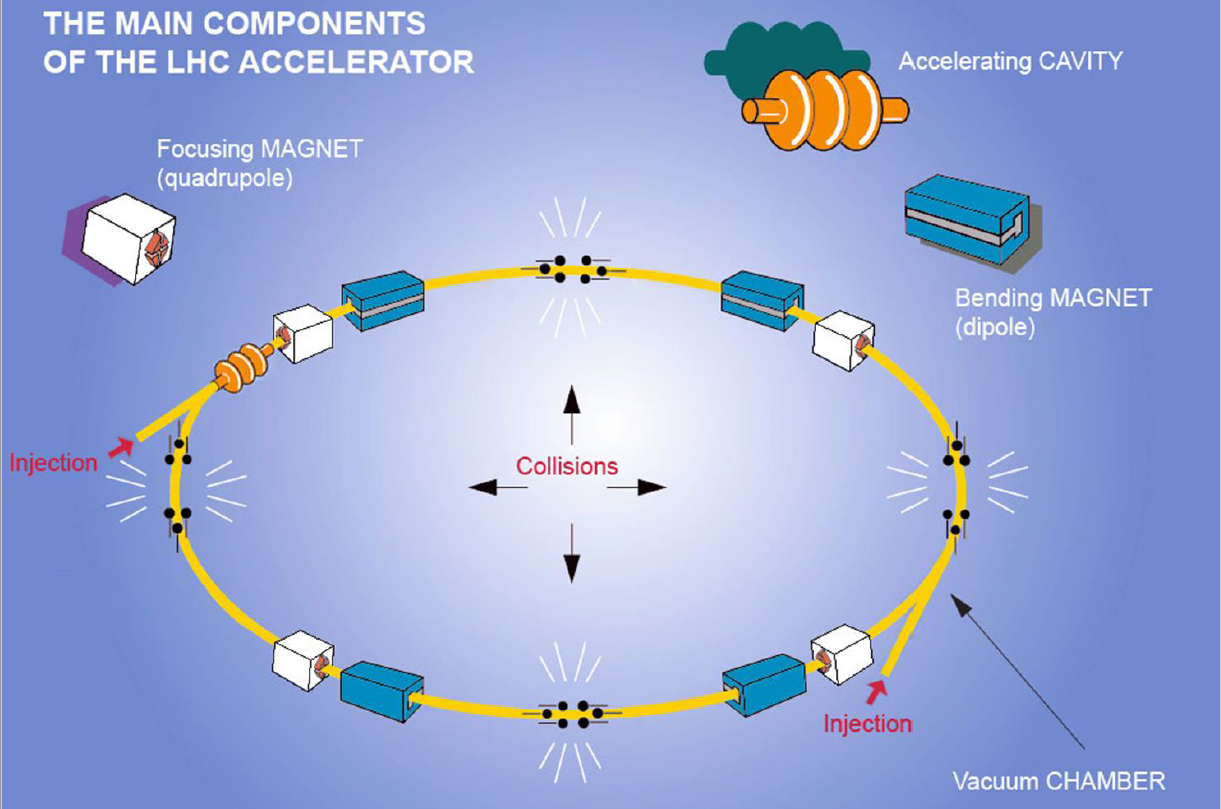 THE MAIN COMPONENTS
OF THE LHC ACCELERATOR
Accelerating CAVITY
Focusing MAGNET
(quadrupole)
Bending MAGNET
(dipole)
Injection
Collisions
Injection
Vacuum CHAMBER